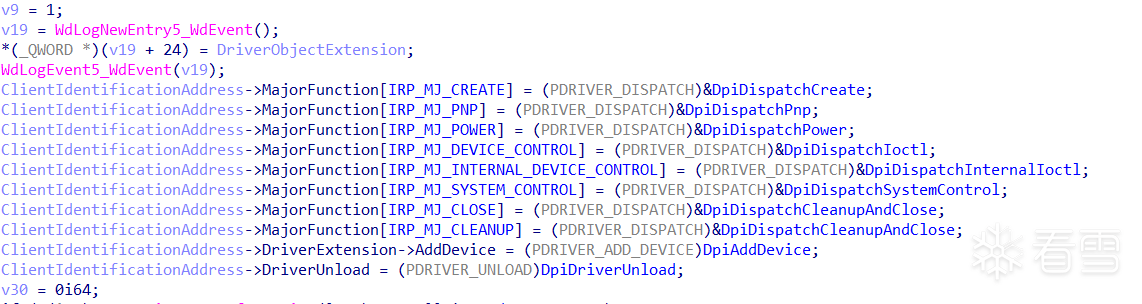 v9 = 1;
v19 = WdLogNewEntry5_WdEvent();
*(_QWORD *)(v19 + 24) = DriverObjectExtension;
WdLogEvent5_WdEvent(v19);
ClientIdentificationAddress->MajorFunction[IRP_MJ_CREATE] = (PDRIVER_DISPATCH)&DpiDispatchCreate;
ClientIdentificationAddress->MajorFunction[IRP_MJ_PNP] = (PDRIVER_DISPATCH)&DpiDispatchPnp;
ClientIdentificationAddress->MajorFunction[IRP_MJ_POWER] = (PDRIVER_DISPATCH)&DpiDispatchPower;
ClientIdentificationAddress->MajorFunction[IRP_MJ_DEVICE_CONTROL] = (PDRIVER_DISPATCH)&DpiDispatchIoctl;
ClientIdentificationAddress->MajorFunction[IRP_MJ_INTERNAL_DEVICE_CONTROL] = (PDRIVER_DISPATCH)&DpiDispatchInternalIoctl;
ClientIdentificationAddress->MajorFunction[IRP_MJ_SYSTEM_CONTROL] = (PDRIVER_DISPATCH)&DpiDispatchSystemControl;
ClientIdentificationAddress->MajorFunction[IRP_MJ_CLOSE] = (PDRIVER_DISPATCH)&DpiDispatchCleanupAndClose;
ClientIdentificationAddress->MajorFunction[IRP_MJ_CLEANUP] = (PDRIVER_DISPATCH)&DpiDispatchCleanupAndClose;
ClientIdentificationAddress->DriverExtension->AddDevice = (PDRIVER_ADD_DEVICE)DpiAddDevice;
ClientIdentificationAddress->DriverUnload = (PDRIVER_UNLOAD)DpiDriverUnload;
v30 = 0i64;
看雪